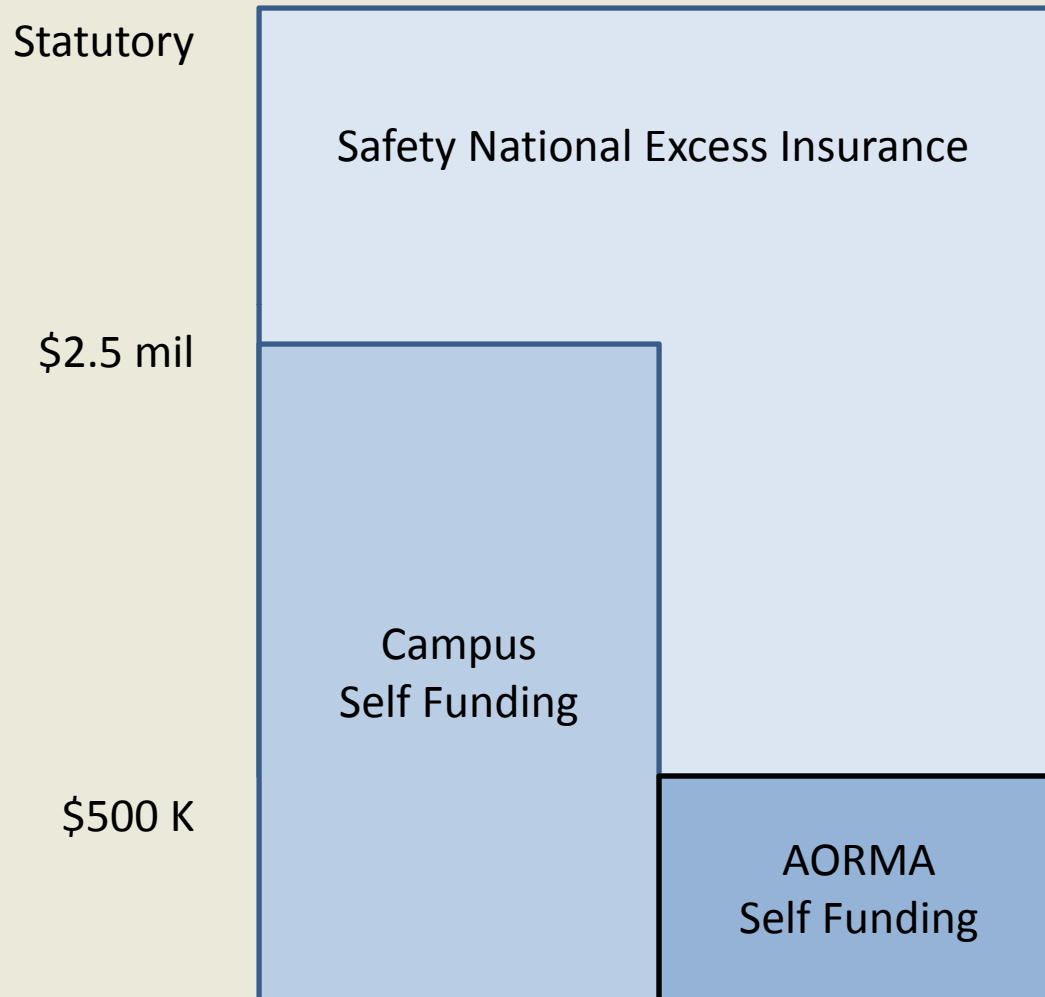 Statutory
Safety National Excess Insurance
$2.5 mil
Campus
Self Funding
$500 K
AORMA
Self Funding